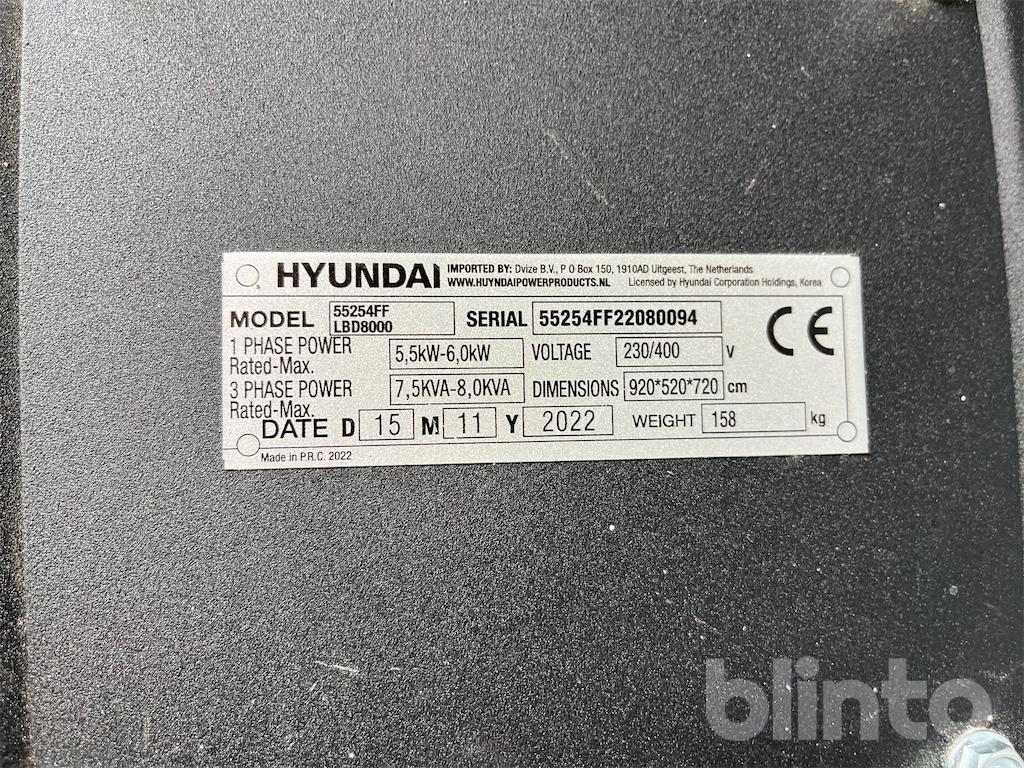 HYUNDAI IMPORTED BY: Dvize B.V., P O Box 150, 1910AD Uitgeest, The Netherlands
WWW.HUYNDAIPOWERPRODUCTS.NL Licensed by Hyundai Corporation Holdings, Korea
MODEL 55254FF LBD8000 SERIAL 55254FF22080094 CE
1 PHASE POWER Rated-Max. 5,5kW-6,0kW VOLTAGE 230/400 V
3 PHASE POWER Rated-Max. 7,5KVA-8,0KVA DIMENSIONS 920*520*720 cm
DATE D 15 M 11 Y 2022 WEIGHT 158 kg
Made in P.R.C. 2022
blinto